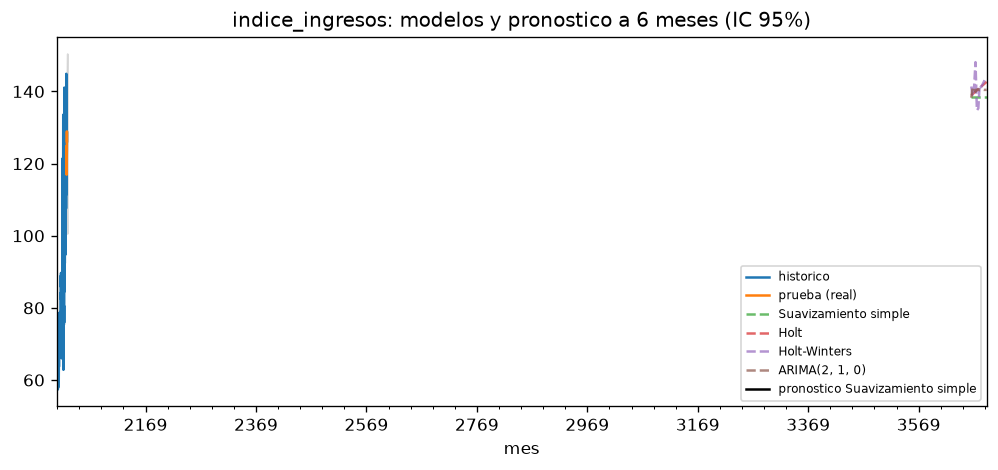 indice_ingresos: modelos y pronostico a 6 meses (IC 95%)
140
120
100
80
60
historico
prueba (real)
Suavizamiento simple
Holt
Holt-Winters
ARIMA(2, 1, 0)
pronostico Suavizamiento simple
2169 2369 2569 2769 2969 3169 3369 3569
mes